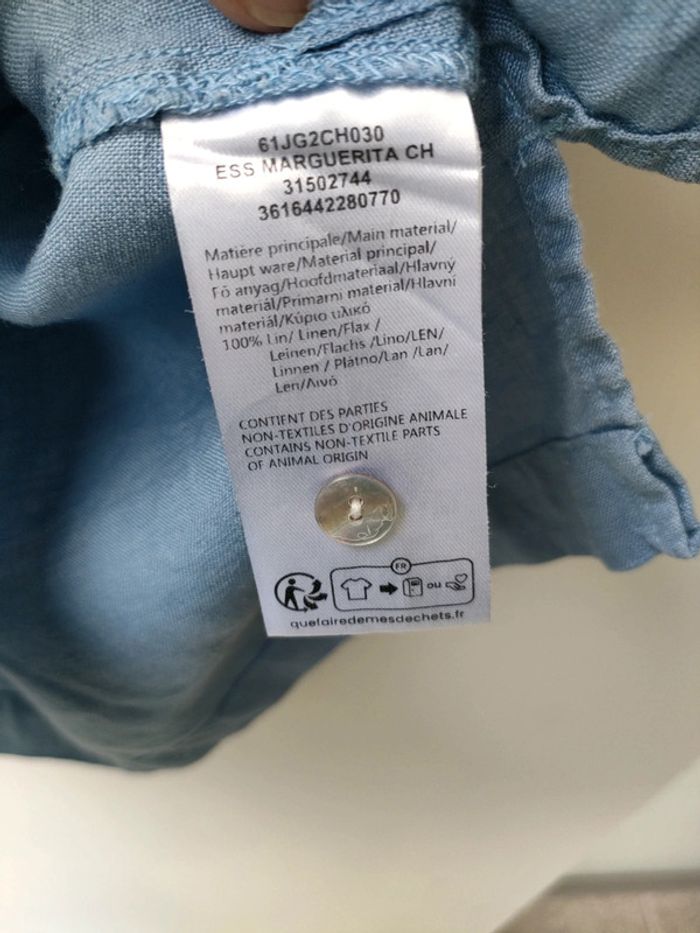 61JG2CH030
ESS MARGUERITA CH
31502744
3616442280770
Matière principale/Main material/
Haupt ware/Material principal/
Fő anyag/Hoofdmateriaal/Hlavný
materiál/Primarni material/Hlavní
materiál/Κύριο υλικό
100% Lin/ Linen/Flax /
Leinen/Flachs /Lino/LEN/
Linnen / Plátno/Lan /Lan/
Len/Λινό
CONTIENT DES PARTIES
NON-TEXTILES D'ORIGINE ANIMALE
CONTAINS NON-TEXTILE PARTS
OF ANIMAL ORIGIN
FR
ou
quefairedemesdechets.fr